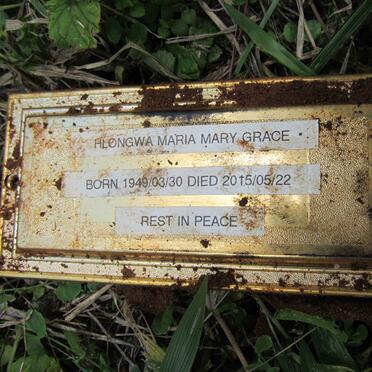 HLONGWA MARIA MARY GRACE
BORN 1949/03/30 DIED 2015/05/22
REST IN PEACE